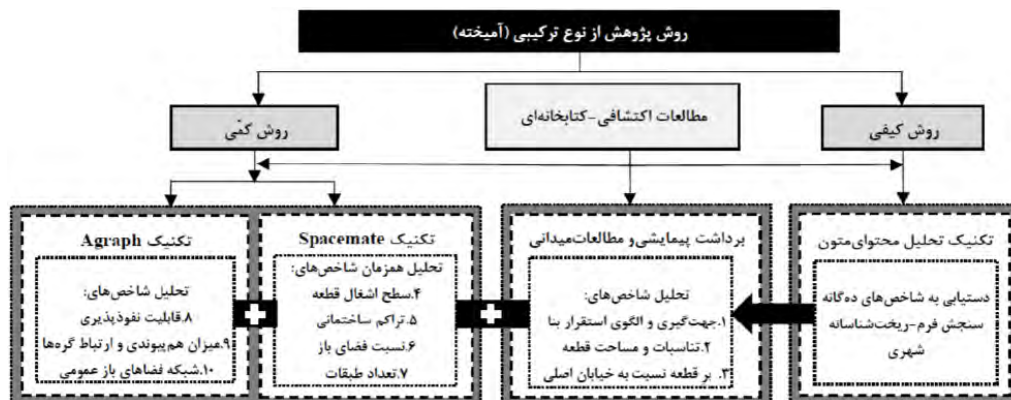 روش پژوهش از نوع ترکیبی (آمیخته)
روش کیفی
مطالعات اکتشافی-کتابخانه‌ای
روش کمّی
تکنیک تحلیل محتوای متون
دستیابی به شاخص‌های ده‌گانه
سنجش فرم-ریخت‌شناسانه
شهری
برداشت پیمایشی و مطالعات میدانی
تحلیل شاخص‌های:
۱.جهت‌گیری و الگوی استقرار بنا
۲.تناسبات و مساحت قطعه
۳. بر قطعه نسبت به خیابان اصلی
تکنیک Spacemate
تحلیل همزمان شاخص‌های:
۴.سطح اشغال قطعه
۵.تراکم ساختمانی
۶.نسبت فضای باز
۷.تعداد طبقات
تکنیک Agraph
تحلیل شاخص‌های:
۸.قابلیت نفوذپذیری
۹.میزان هم‌پیوندی و ارتباط گره‌ها
۱۰.شبکه فضاهای باز عمومی